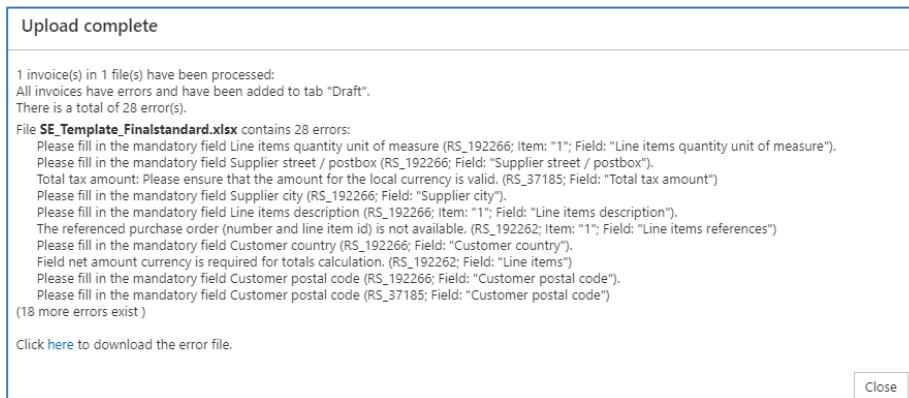 Upload complete
1 invoice(s) in 1 file(s) have been processed:
All invoices have errors and have been added to tab "Draft".
There is a total of 28 error(s).
File SE_Template_Finalstandard.xlsx contains 28 errors:
Please fill in the mandatory field Line items quantity unit of measure (RS_192266; Item: "1"; Field: "Line items quantity unit of measure").
Please fill in the mandatory field Supplier street / postbox (RS_192266; Field: "Supplier street / postbox").
Total tax amount: Please ensure that the amount for the local currency is valid. (RS_37185; Field: "Total tax amount")
Please fill in the mandatory field Supplier city (RS_192266; Field: "Supplier city").
Please fill in the mandatory field Line items description (RS_192266; Item: "1"; Field: "Line items description").
The referenced purchase order (number and line item id) is not available. (RS_192262; Item: "1"; Field: "Line items references")
Please fill in the mandatory field Customer country (RS_192266; Field: "Customer country").
Field net amount currency is required for totals calculation. (RS_192262; Field: "Line items")
Please fill in the mandatory field Customer postal code (RS_192266; Field: "Customer postal code").
Please fill in the mandatory field Customer postal code (RS_37185; Field: "Customer postal code")
(18 more errors exist )
Click here to download the error file.
Close